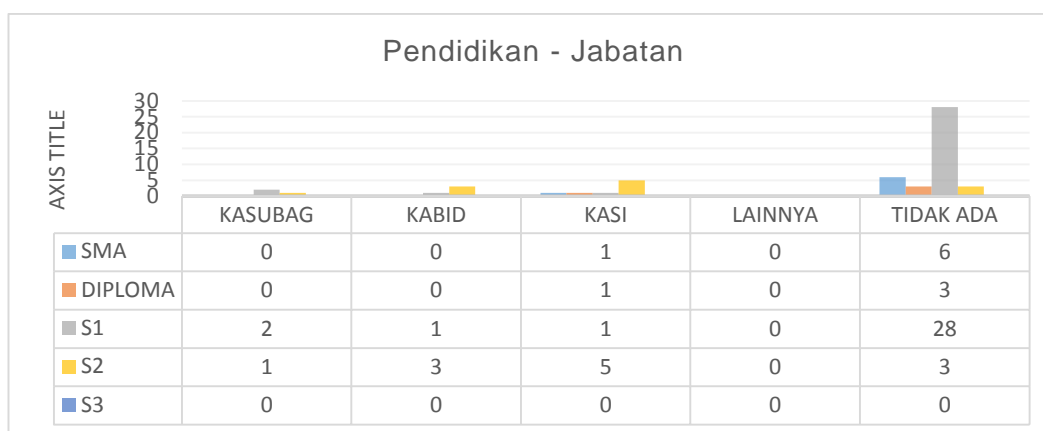 Pendidikan - Jabatan
AXIS TITLE
30
25
20
15
10
5
0
KASUBAG KABID KASI LAINNYA TIDAK ADA
SMA 0 0 1 0 6
DIPLOMA 0 0 1 0 3
S1 2 1 1 0 28
S2 1 3 5 0 3
S3 0 0 0 0 0